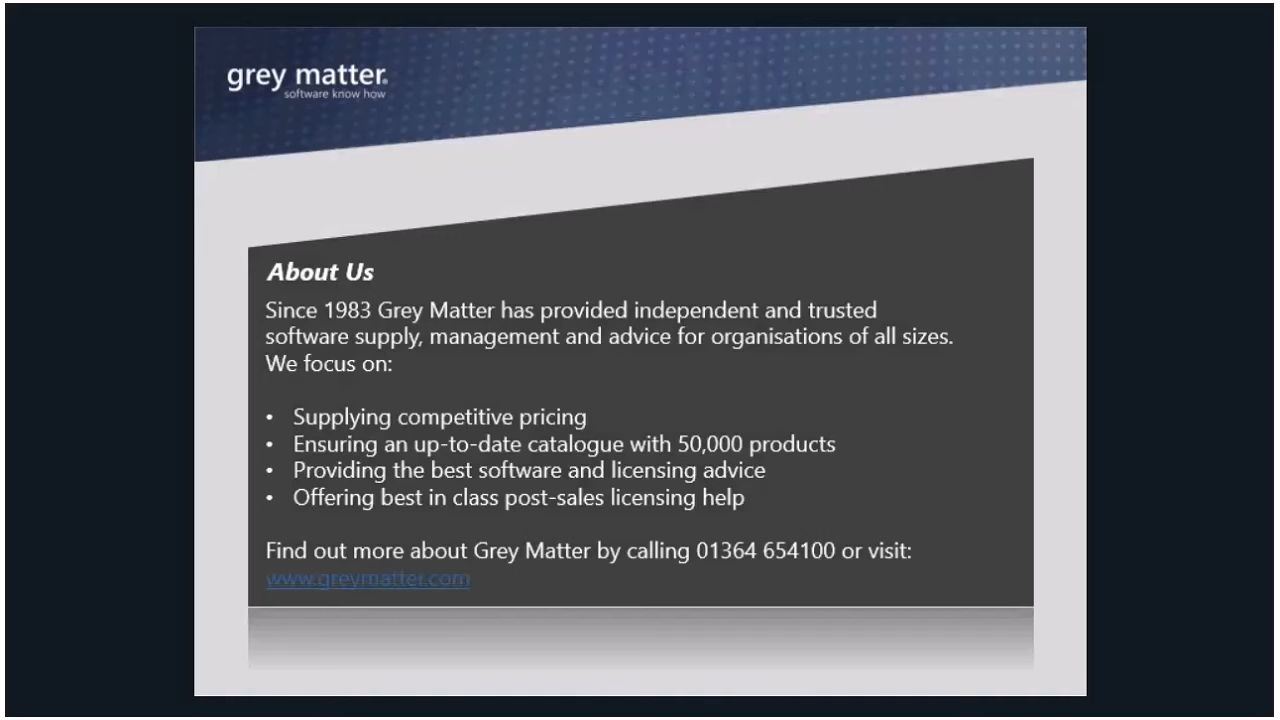 grey matter®
software know how
About Us
Since 1983 Grey Matter has provided independent and trusted
software supply, management and advice for organisations of all sizes.
We focus on:
• Supplying competitive pricing
• Ensuring an up-to-date catalogue with 50,000 products
• Providing the best software and licensing advice
• Offering best in class post-sales licensing help
Find out more about Grey Matter by calling 01364 654100 or visit:
www.greymatter.com